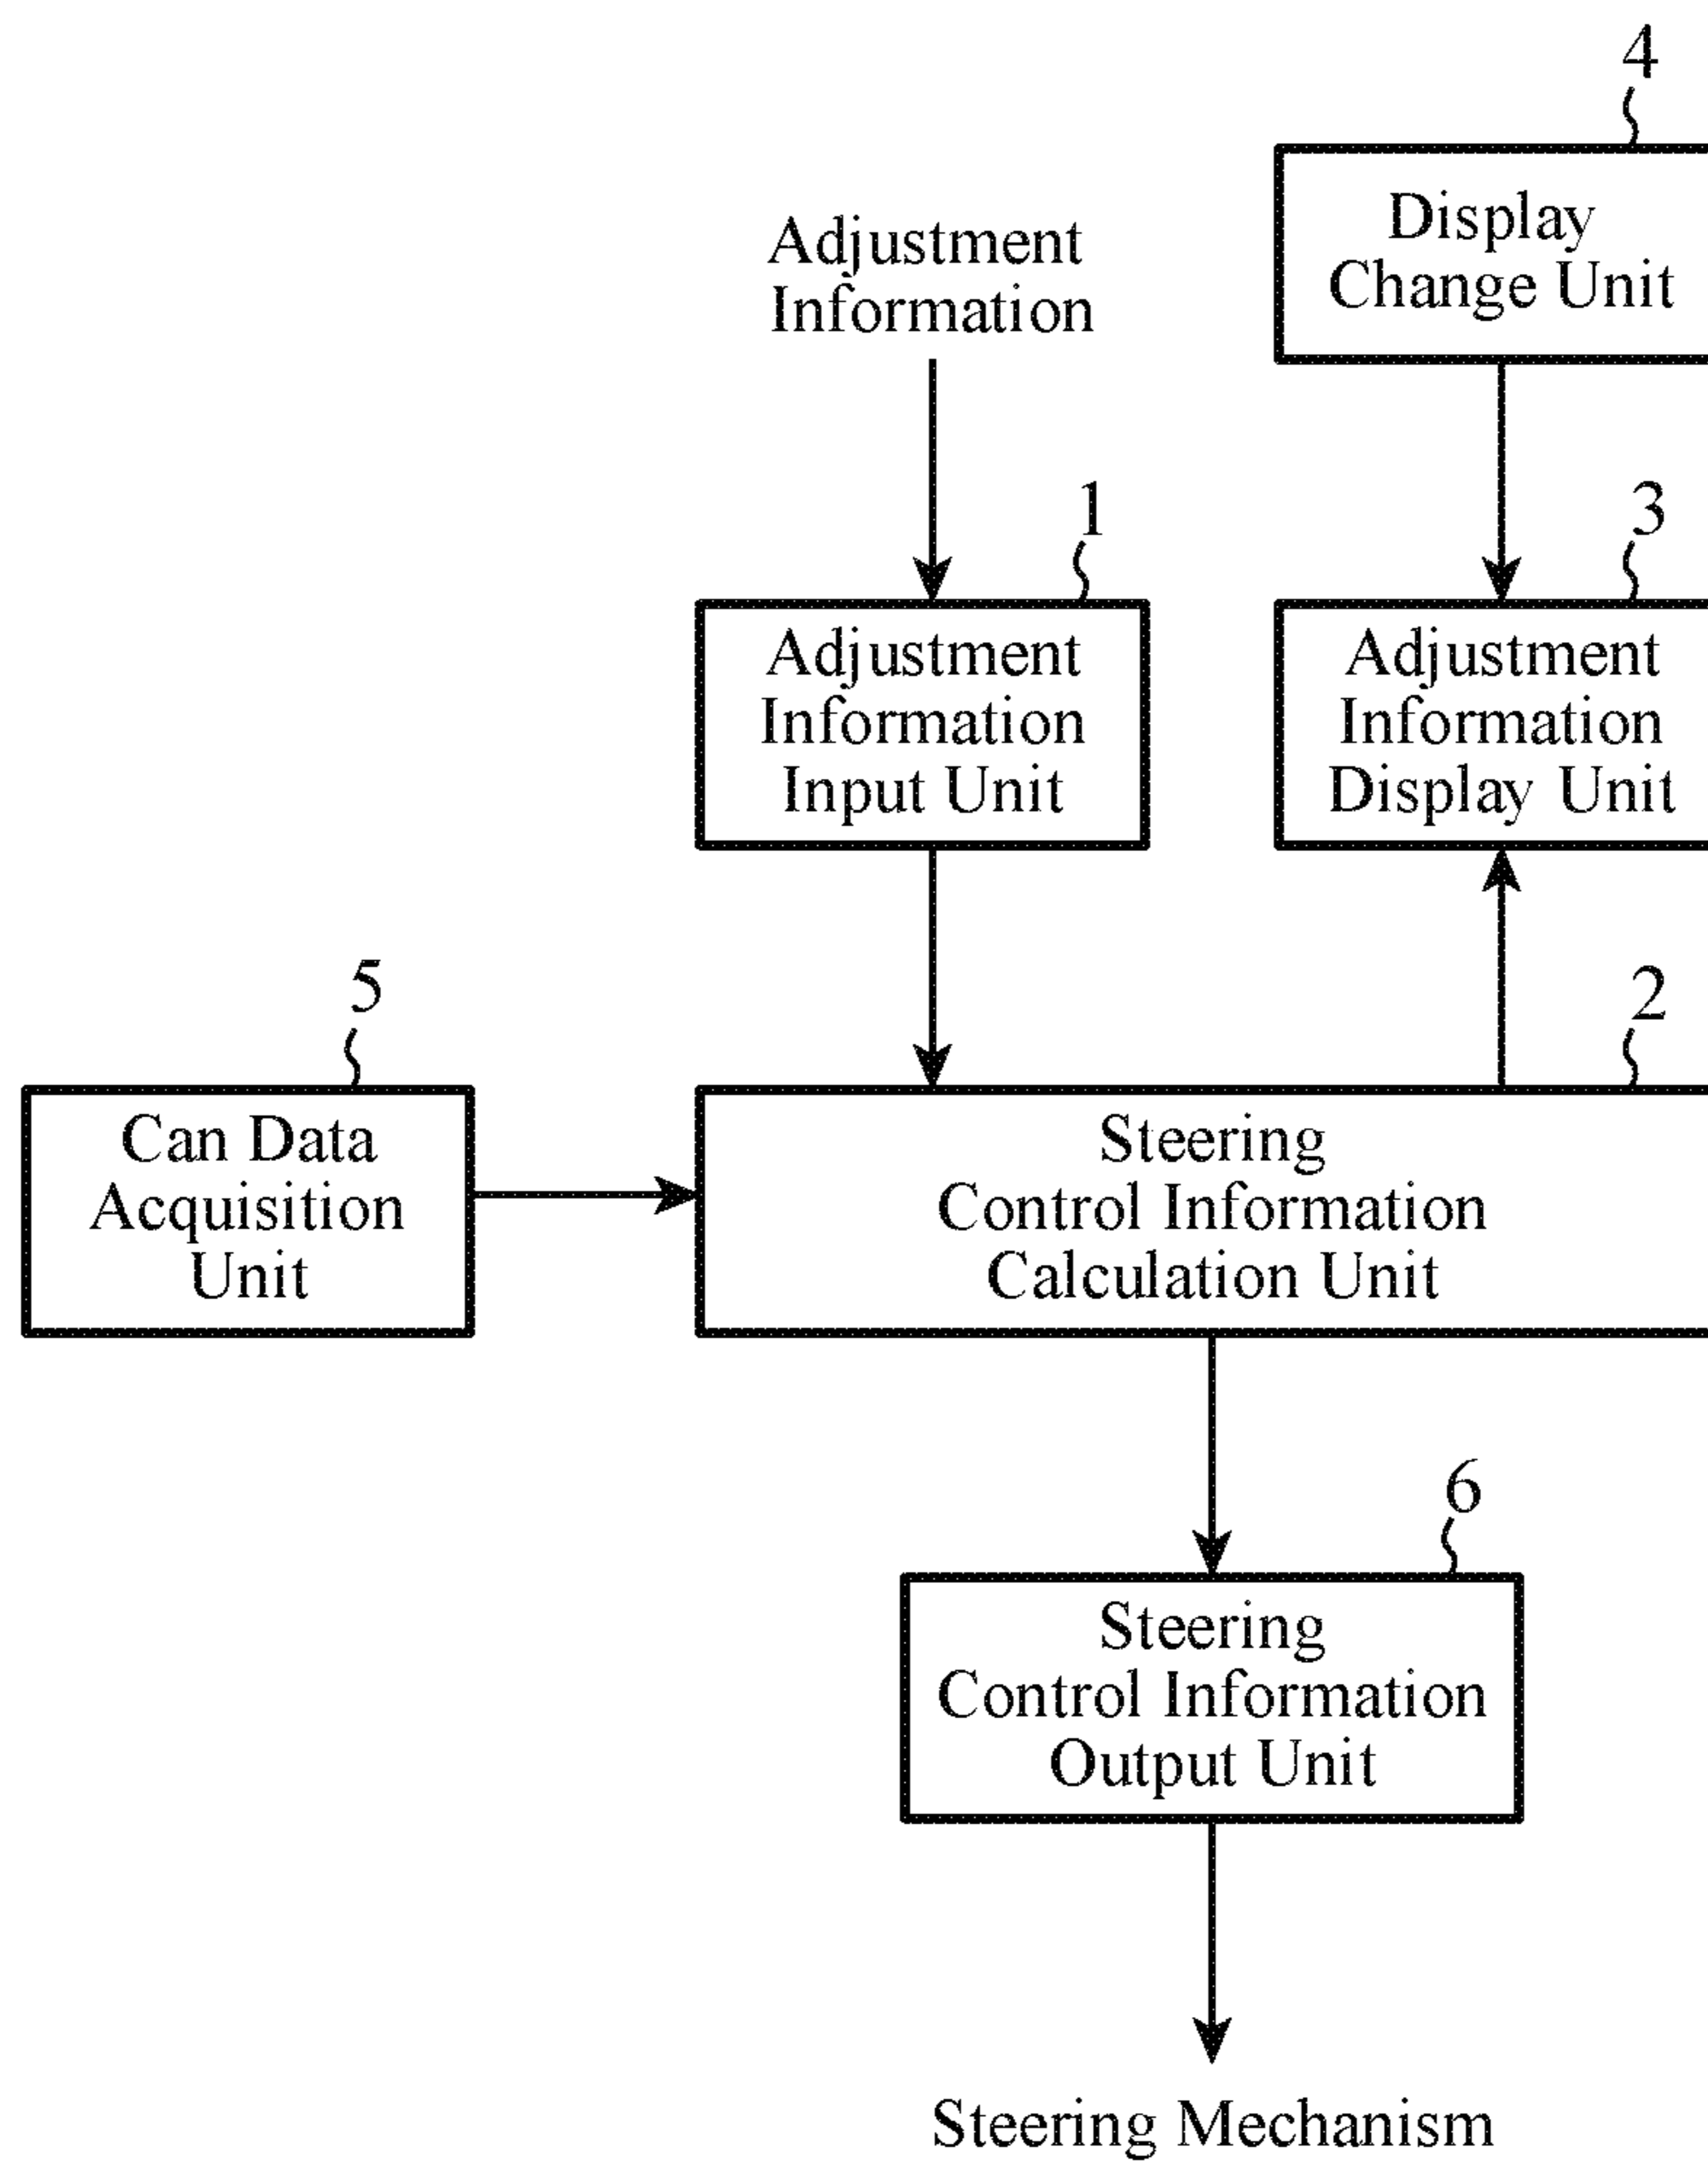 4
Display
Change Unit
Adjustment
Information
1
3
Adjustment
Information
Input Unit
Adjustment
Information
Display Unit
5
2
Can Data
Acquisition
Unit
Steering
Control Information
Calculation Unit
6
Steering
Control Information
Output Unit
Steering Mechanism